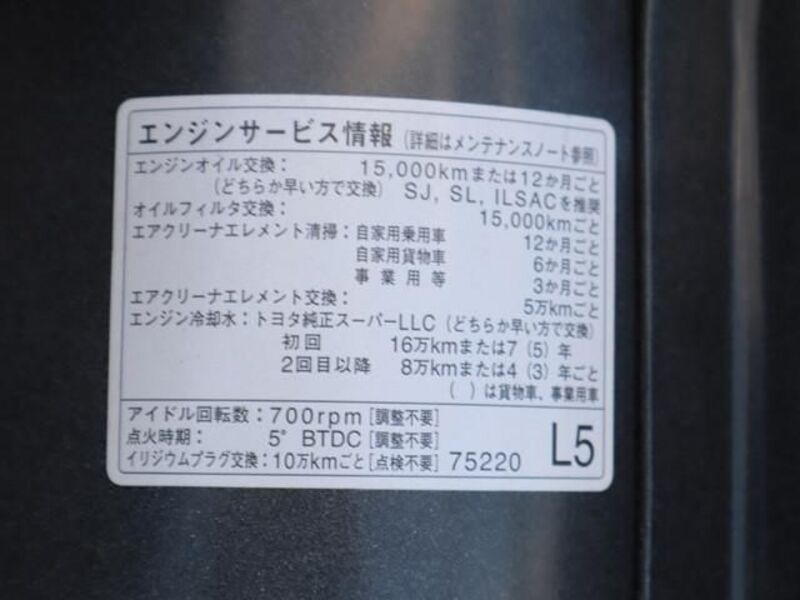 エンジンサービス情報 (詳細はメンテナンスノート参照)
エンジンオイル交換: 15,000kmまたは12か月ごと
(どちらか早い方で交換) SJ, SL, ILSACを推奨
オイルフィルタ交換: 15,000kmごと
エアクリーナエレメント清掃:自家用乗用車 12か月ごと
自家用貨物車 6か月ごと
事業用等 3か月ごと
エアクリーナエレメント交換: 5万kmごと
エンジン冷却水:トヨタ純正スーパーLLC (どちらか早い方で交換)
初回 16万kmまたは7 (5) 年
2回目以降 8万kmまたは4 (3) 年ごと
( ) は貨物車、事業用車
アイドル回転数:700rpm [調整不要]
点火時期: 5° BTDC [調整不要]
イリジウムプラグ交換:10万kmごと [点検不要] 75220 L5